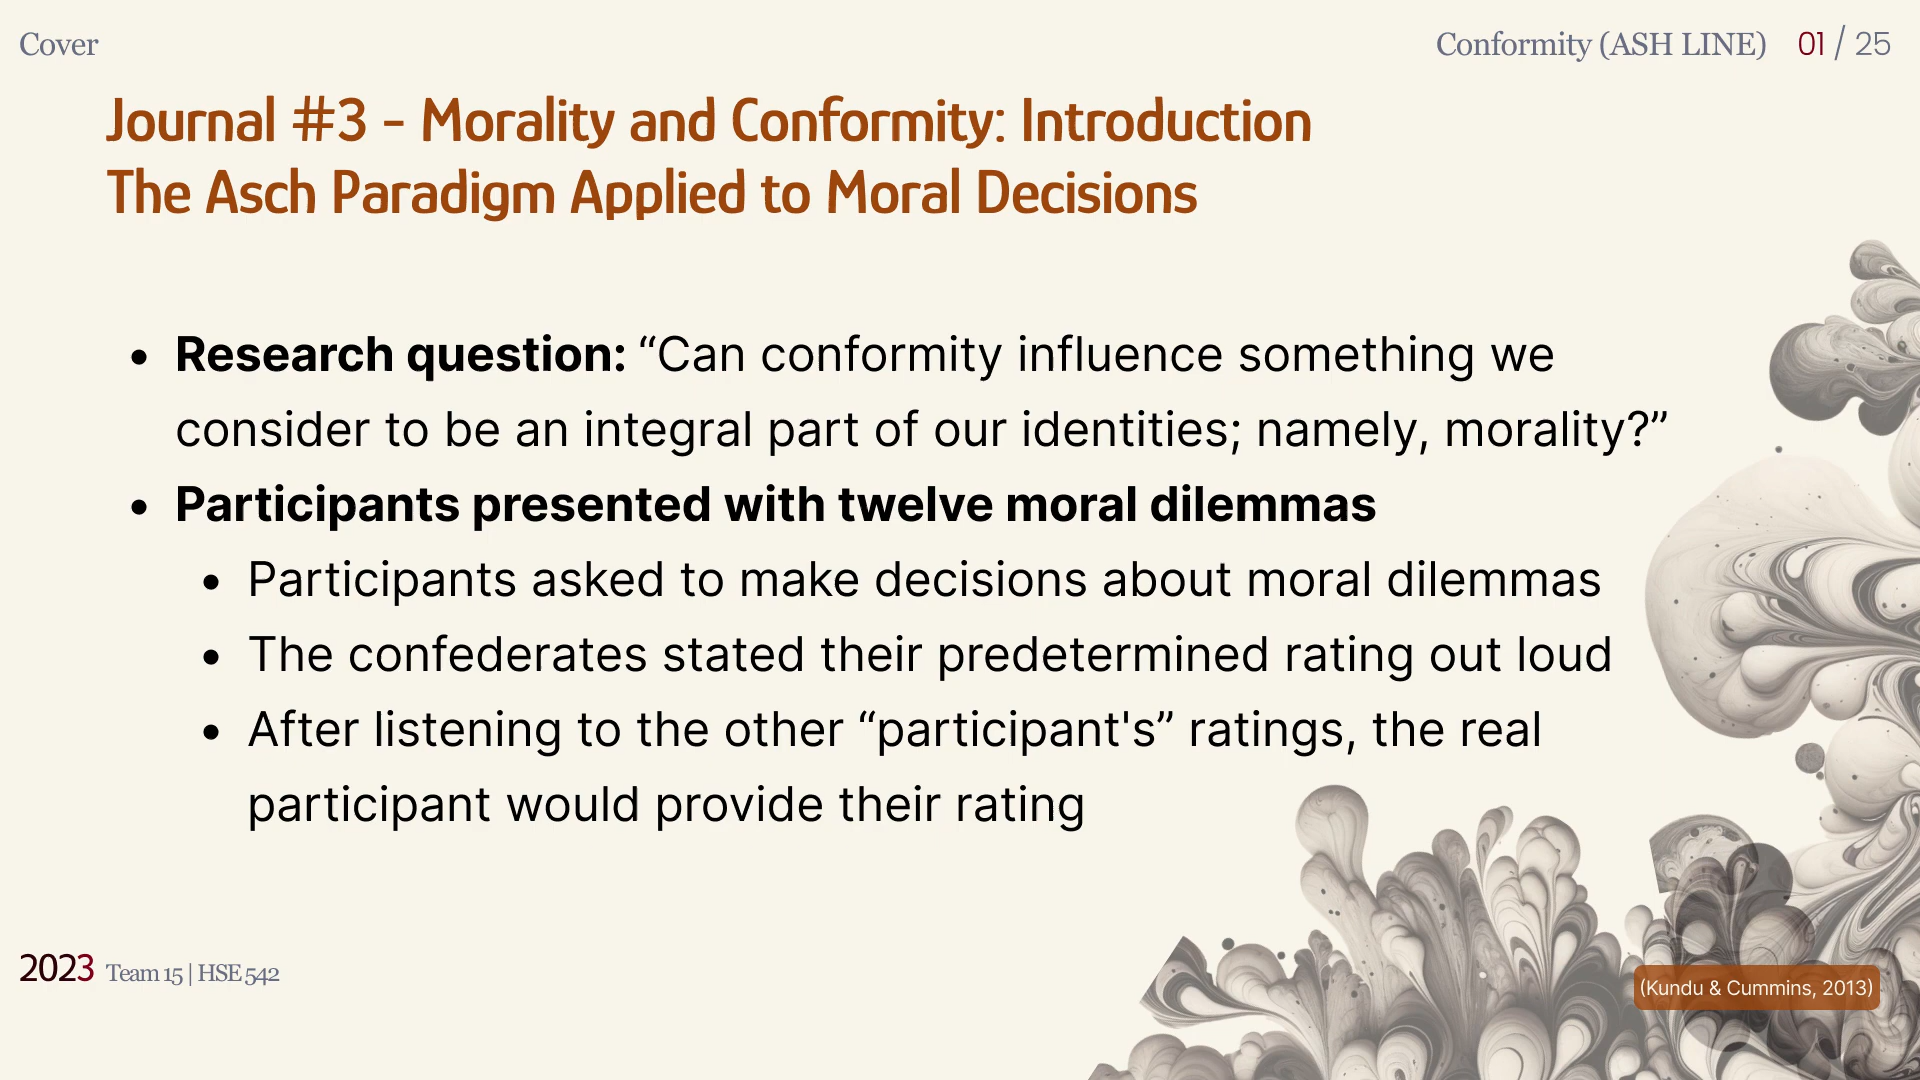 Cover
Conformity (ASH LINE) 01 / 25
Journal #3 - Morality and Conformity: Introduction
The Asch Paradigm Applied to Moral Decisions
• Research question: “Can conformity influence something we
consider to be an integral part of our identities; namely, morality?”
• Participants presented with twelve moral dilemmas
• Participants asked to make decisions about moral dilemmas
• The confederates stated their predetermined rating out loud
• After listening to the other “participant's” ratings, the real
participant would provide their rating
2023 Team 15 | HSE 542
(Kundu & Cummins, 2013)